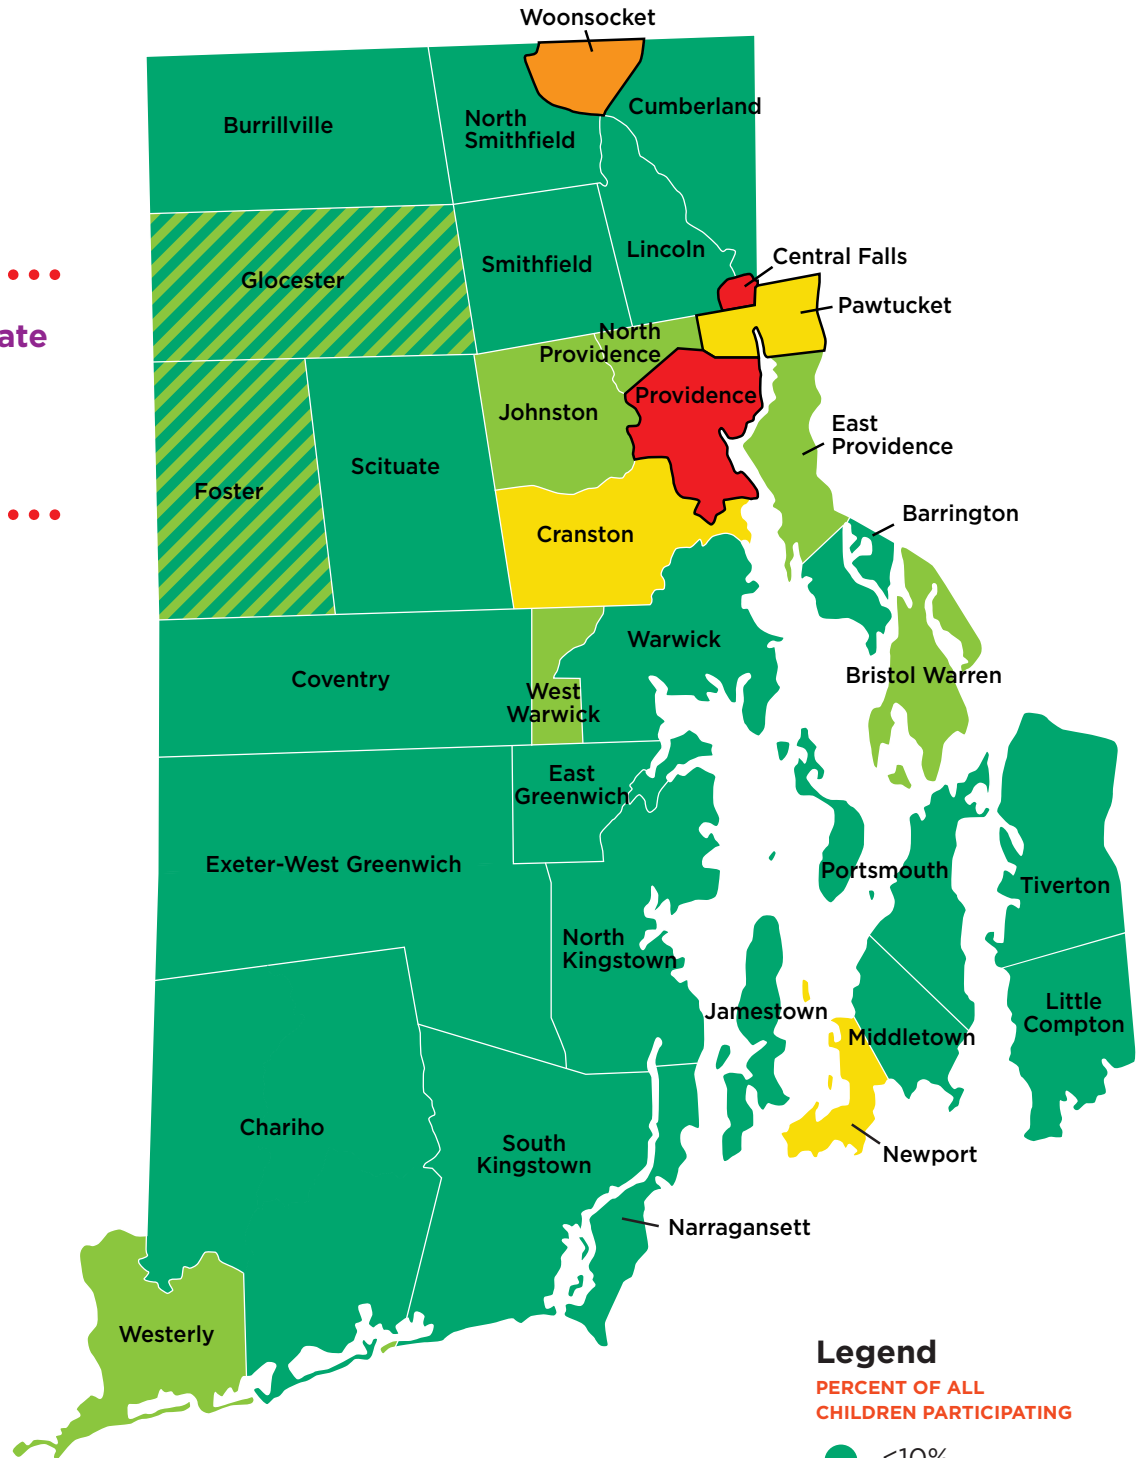 Woonsocket
Burrillville
North
Smithfield
Cumberland
Glocester
Smithfield
Lincoln
Central Falls
Pawtucket
ate
North
Providence
Providence
Johnston
East
Providence
Scituate
Foster
Cranston
Barrington
Warwick
Coventry
West
Warwick
Bristol Warren
East
Greenwich
Exeter-West Greenwich
Portsmouth
Tiverton
North
Kingstown
Jamestown
Middletown
Little
Compton
Chariho
South
Kingstown
Newport
Narragansett
Westerly
Legend
PERCENT OF ALL
CHILDREN PARTICIPATING
<10%